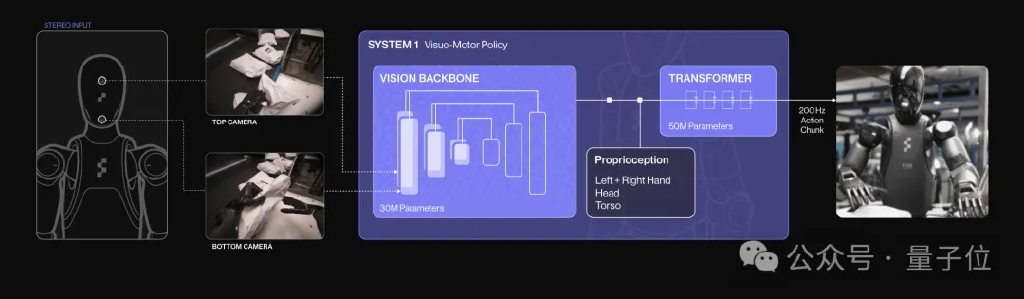 STEREO INPUT
TOP CAMERA
BOTTOM CAMERA
SYSTEM 1 Visuo-Motor Policy
VISION BACKBONE
30M Parameters
TRANSFORMER
50M Parameters
Proprioception
Left + Right Hand
Head
Torso
200 Hz
Action
Chunk
公众号 · 量子位